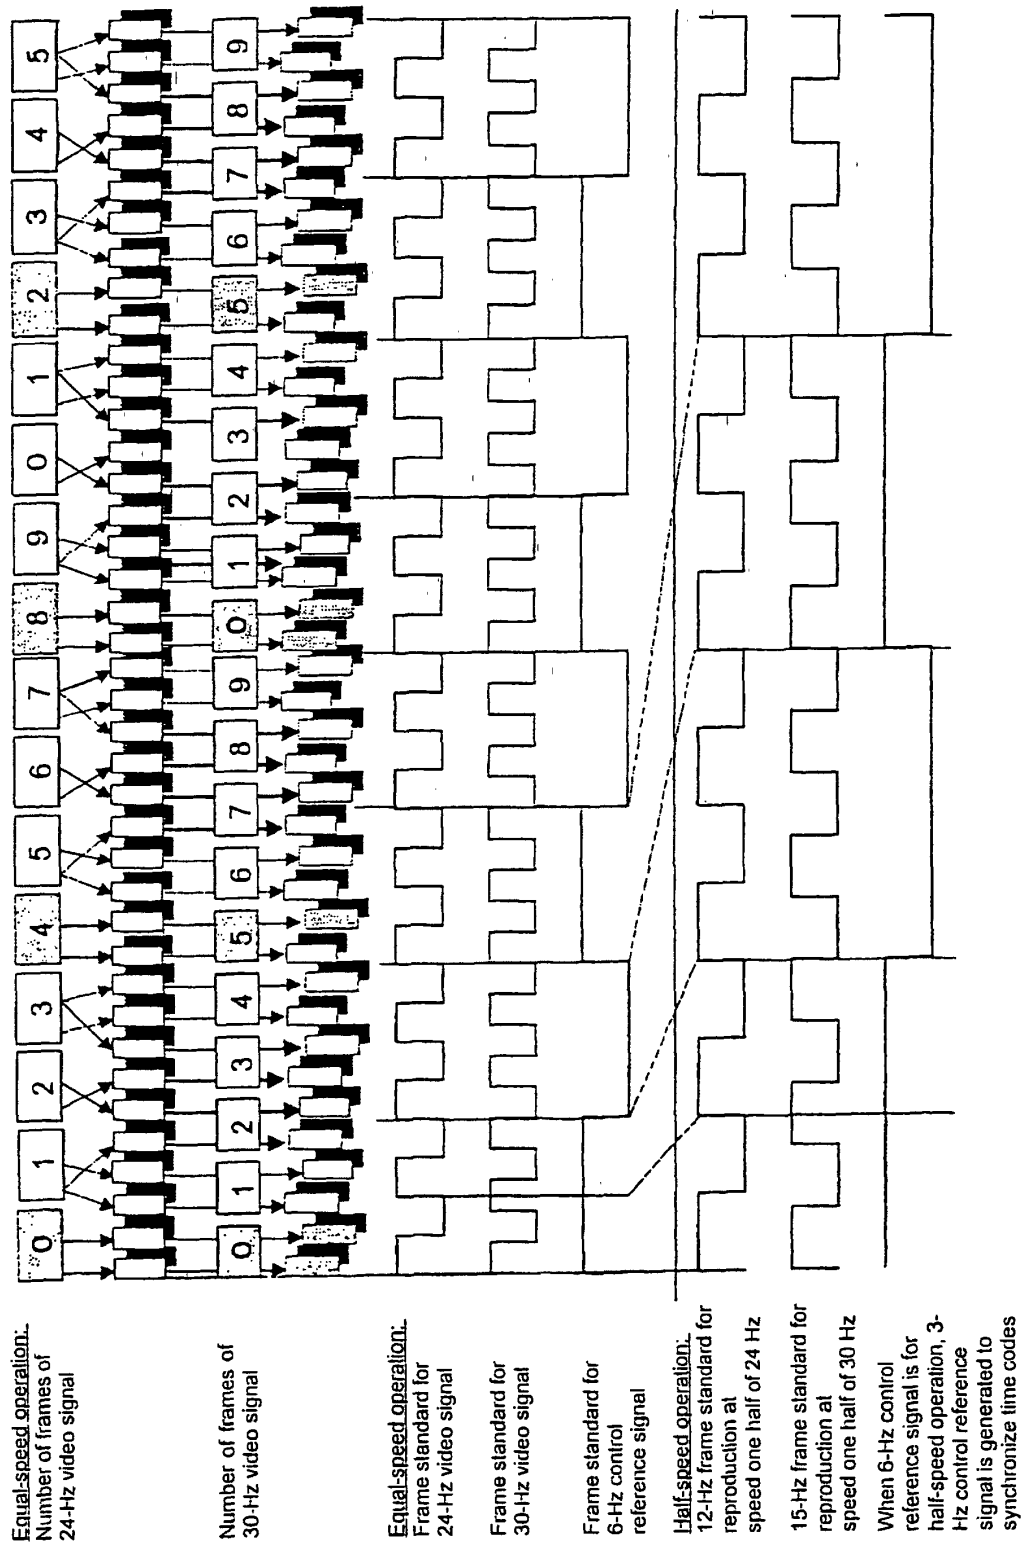 Equal-speed operation:
Number of frames of
24-Hz video signal
0 1 2 3 4 5 6 7 8 9 0 1 2 3 4 5
Number of frames of
30-Hz video signal
0 1 2 3 4 5 6 7 8 9 0 1 2 3 4 5 6 7 8 9
Equal-speed operation:
Frame standard for
24-Hz video signal
Frame standard for
30-Hz video signal
Frame standard for
6-Hz control
reference signal
Half-speed operation:
12-Hz frame standard for
reproduction at
speed one half of 24 Hz
15-Hz frame standard for
reproduction at
speed one half of 30 Hz
When 6-Hz control
reference signal is for
half-speed operation, 3-
Hz control reference
signal is generated to
synchronize time codes